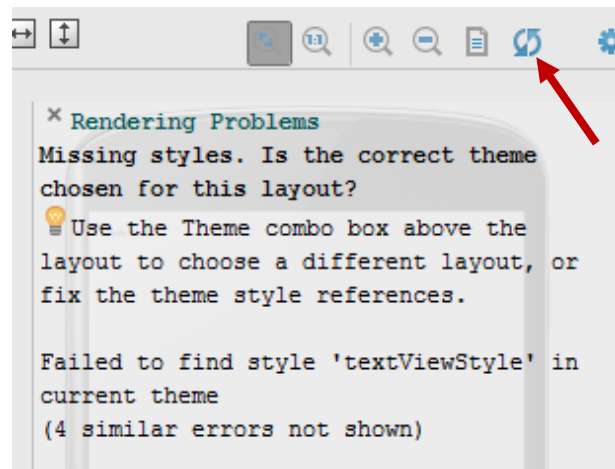 1:1
Rendering Problems
Missing styles. Is the correct theme
chosen for this layout?
Use the Theme combo box above the
layout to choose a different layout, or
fix the theme style references.
Failed to find style 'textViewStyle' in
current theme
(4 similar errors not shown)